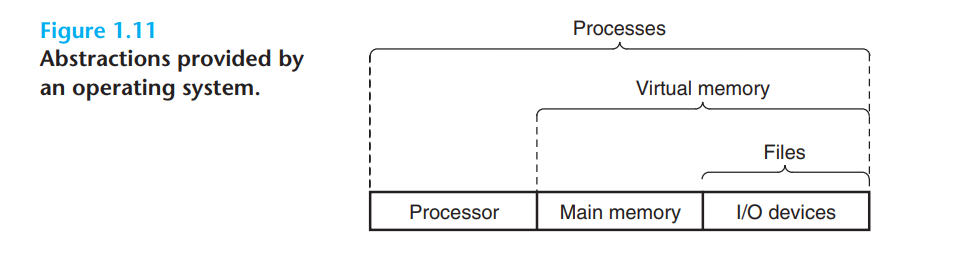 Figure 1.11
Abstractions provided by
an operating system.
Processes
Virtual memory
Files
Processor
Main memory
I/O devices